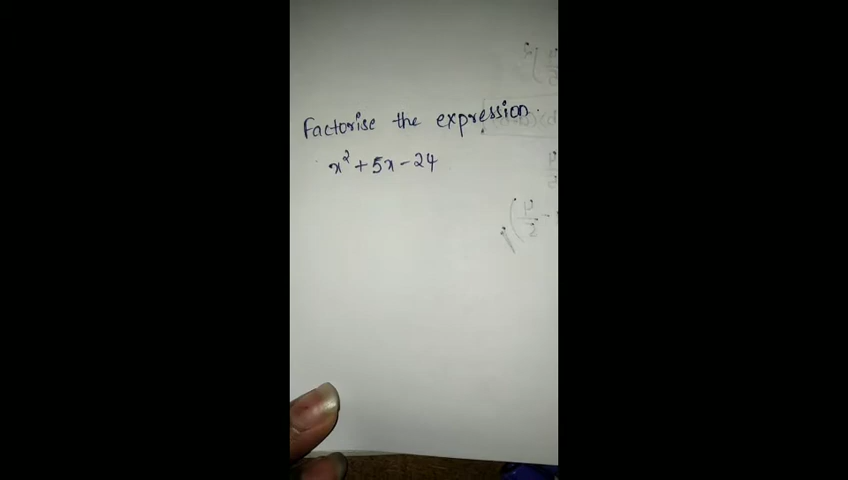 Factorise the expression.
x² + 5x - 24